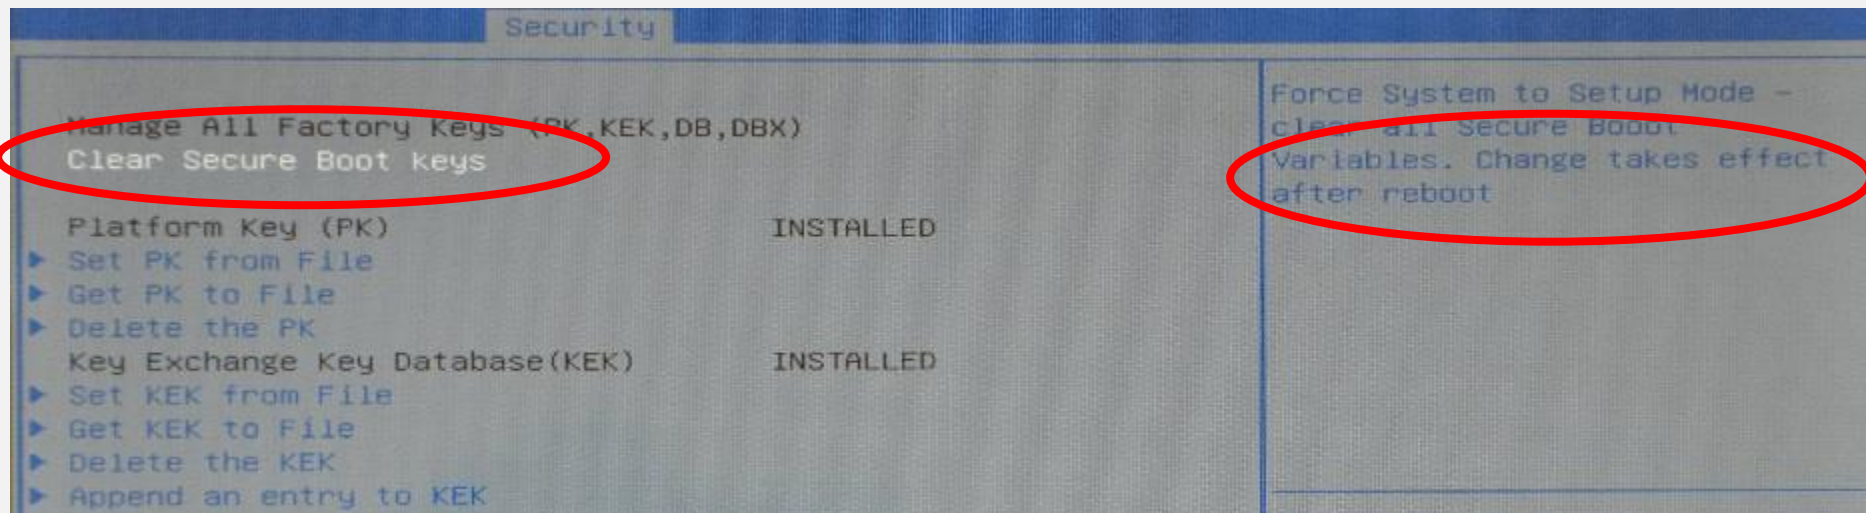 Security
Manage All Factory Keys (PK,KEK,DB,DBX)
Clear Secure Boot keys
Platform Key (PK) INSTALLED
Set PK from File
Get PK to File
Delete the PK
Key Exchange Key Database(KEK) INSTALLED
Set KEK from File
Get KEK to File
Delete the KEK
Append an entry to KEK
Force System to Setup Mode -
clear all Secure Booot
Variables. Change takes effect
after reboot